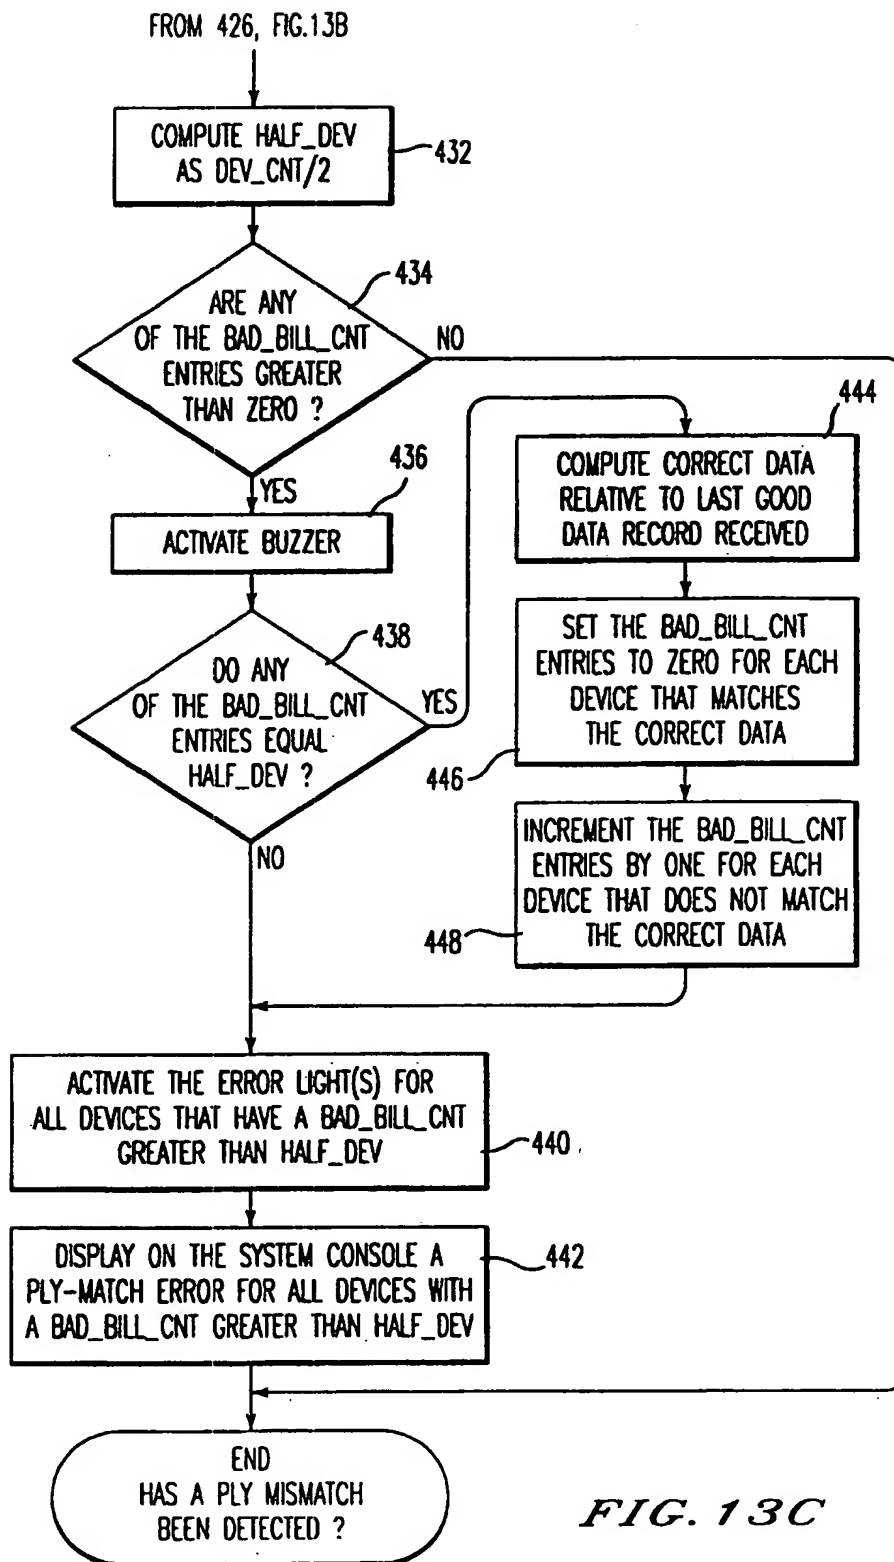 FROM 426, FIG.13B
COMPUTE HALF_DEV
AS DEV_CNT/2
432
434
ARE ANY
OF THE BAD_BILL_CNT
ENTRIES GREATER
THAN ZERO ?
NO
YES
436
ACTIVATE BUZZER
438
DO ANY
OF THE BAD_BILL_CNT
ENTRIES EQUAL
HALF_DEV ?
YES
NO
444
COMPUTE CORRECT DATA
RELATIVE TO LAST GOOD
DATA RECORD RECEIVED
SET THE BAD_BILL_CNT
ENTRIES TO ZERO FOR EACH
DEVICE THAT MATCHES
THE CORRECT DATA
446
INCREMENT THE BAD_BILL_CNT
ENTRIES BY ONE FOR EACH
DEVICE THAT DOES NOT MATCH
THE CORRECT DATA
448
ACTIVATE THE ERROR LIGHT(S) FOR
ALL DEVICES THAT HAVE A BAD_BILL_CNT
GREATER THAN HALF_DEV
440
DISPLAY ON THE SYSTEM CONSOLE A
PLY-MATCH ERROR FOR ALL DEVICES WITH
A BAD_BILL_CNT GREATER THAN HALF_DEV
442
END
HAS A PLY MISMATCH
BEEN DETECTED ?
FIG. 13C